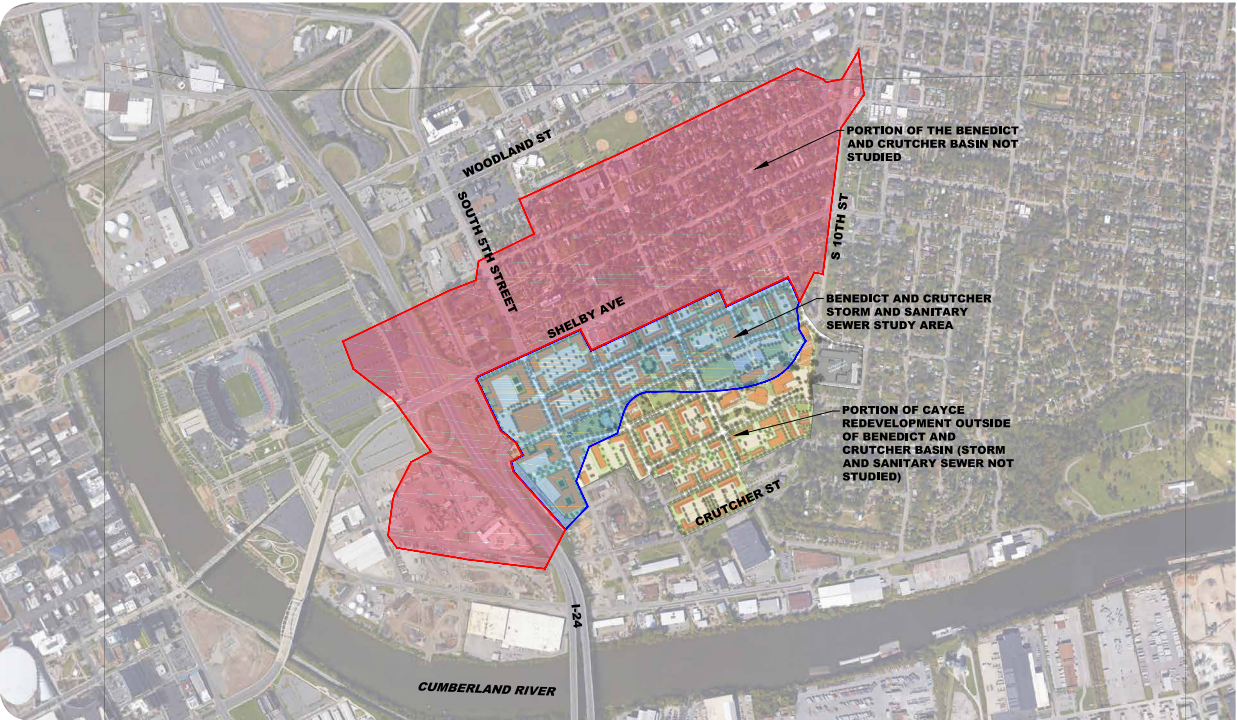 WOODLAND ST
PORTION OF THE BENEDICT
AND CRUTCHER BASIN NOT
STUDIED
SOUTH 5TH STREET
S 10TH ST
SHELBY AVE
BENEDICT AND CRUTCHER
STORM AND SANITARY
SEWER STUDY AREA
PORTION OF CAYCE
REDEVELOPMENT OUTSIDE
OF BENEDICT AND
CRUTCHER BASIN (STORM
AND SANITARY SEWER NOT
STUDIED)
CRUTCHER ST
I-24
CUMBERLAND RIVER